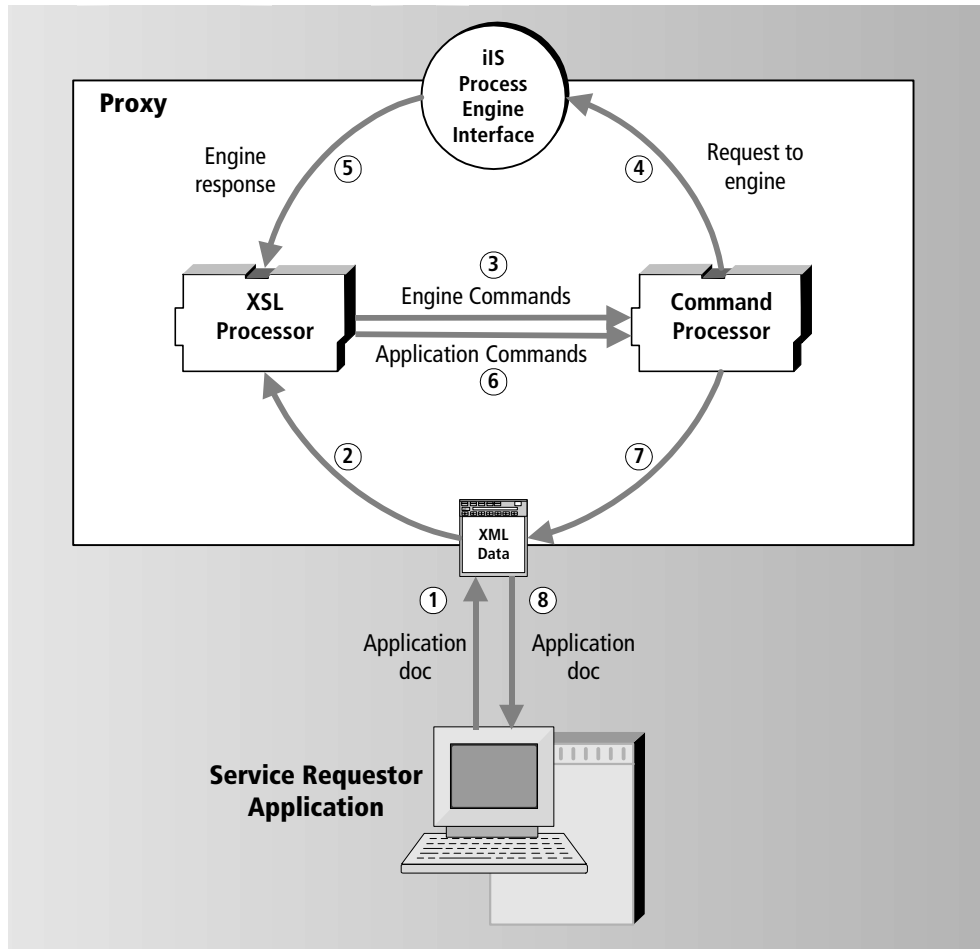 iIS
Process
Engine
Interface
Proxy
Engine
response
5
4
Request to
engine
3
XSL
Processor
Engine Commands
Command
Processor
Application Commands
6
2
7
XML
Data
1
8
Application
doc
Application
doc
Service Requestor
Application